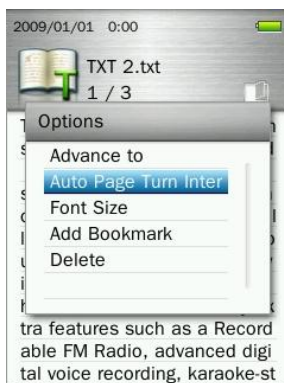 2009/01/01 0:00
TXT 2.txt
1 / 3
Options
Advance to
Auto Page Turn Inter
Font Size
Add Bookmark
Delete
tra features such as a Record
able FM Radio, advanced digi
tal voice recording, karaoke-st